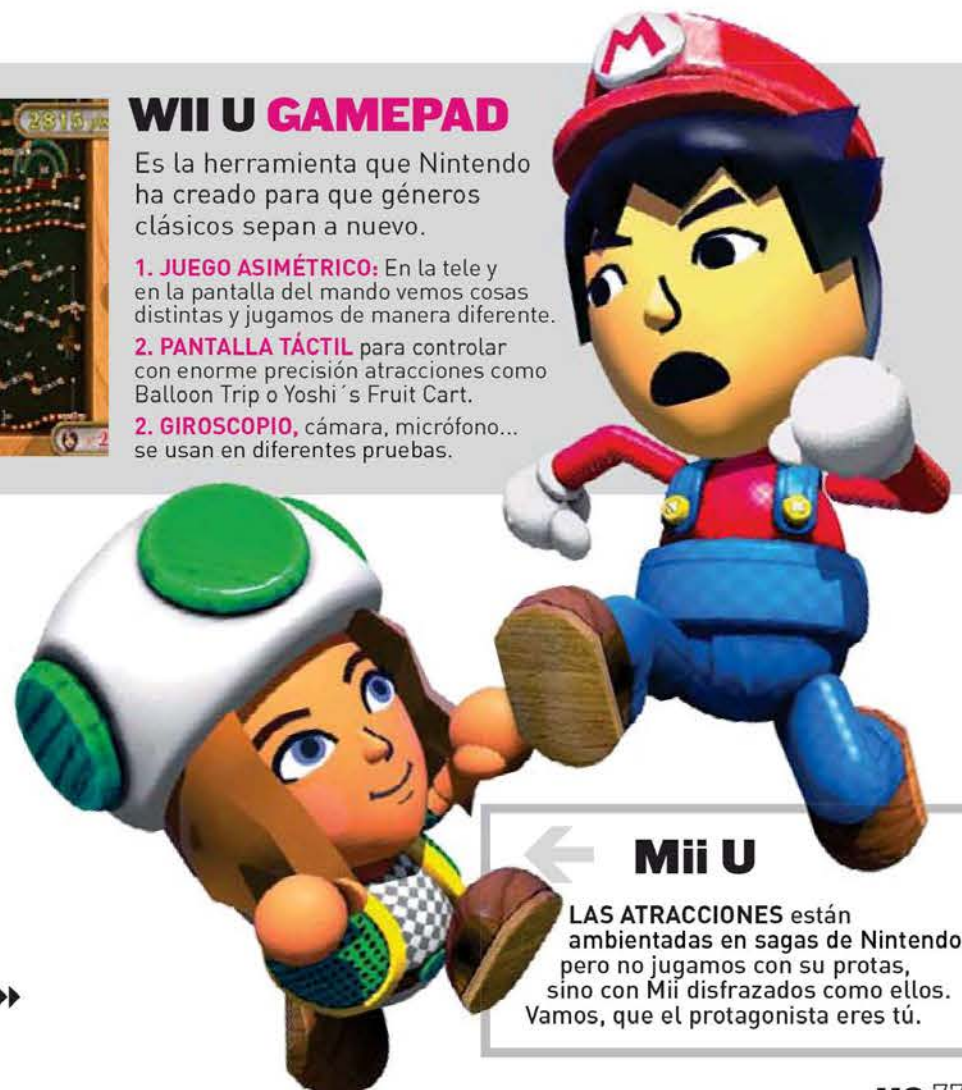 2815
WII U GAMEPAD
Es la herramienta que Nintendo
ha creado para que géneros
clásicos sepan a nuevo.
1. JUEGO ASIMÉTRICO: En la tele y
en la pantalla del mando vemos cosas
distintas y jugamos de manera diferente.
2. PANTALLA TÁCTIL para controlar
con enorme precisión atracciones como
Balloon Trip o Yoshi´s Fruit Cart.
2. GIROSCOPIO, cámara, micrófono...
se usan en diferentes pruebas.
M
Mii U
LAS ATRACCIONES están
ambientadas en sagas de Nintendo
pero no jugamos con su protas,
sino con Mii disfrazados como ellos.
Vamos, que el protagonista eres tú.